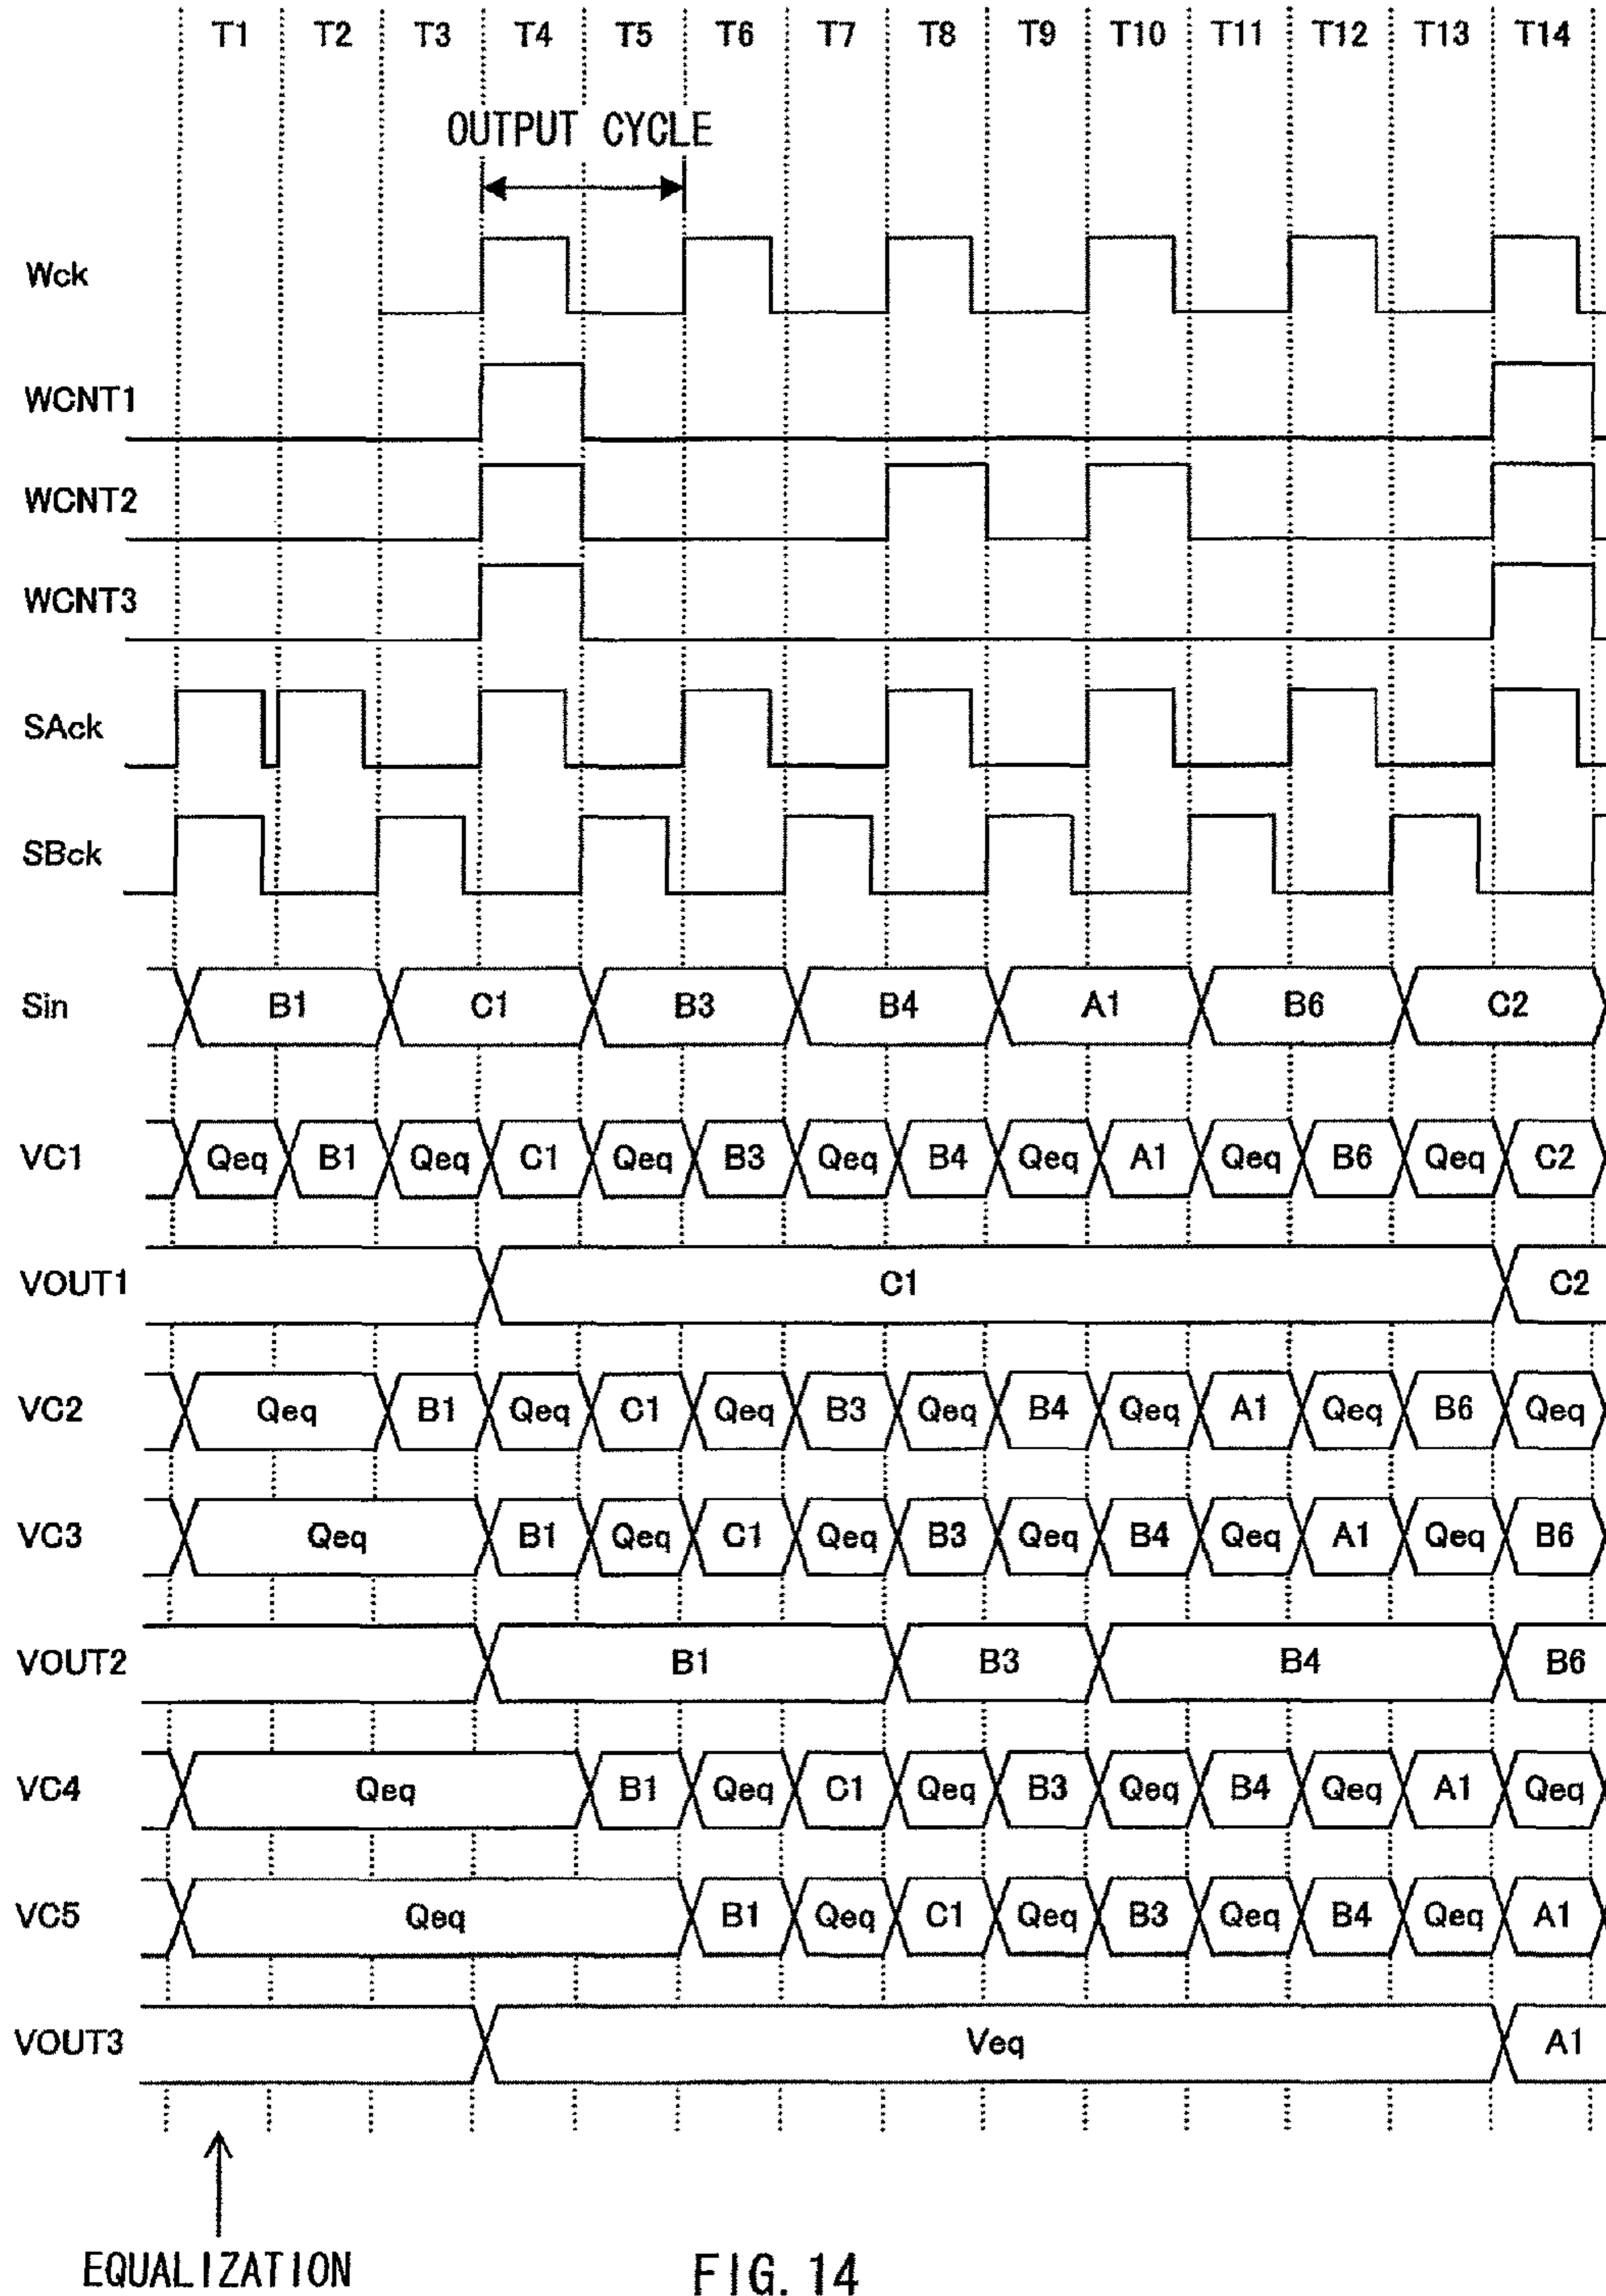 T1 T2 T3 T4 T5 T6 T7 T8 T9 T10 T11 T12 T13 T14
OUTPUT CYCLE
Wck
WCNT1
WCNT2
WCNT3
SAck
SBck
Sin B1 C1 B3 B4 A1 B6 C2
VC1 Qeq B1 Qeq C1 Qeq B3 Qeq B4 Qeq A1 Qeq B6 Qeq C2
VOUT1 C1 C2
VC2 Qeq B1 Qeq C1 Qeq B3 Qeq B4 Qeq A1 Qeq B6 Qeq
VC3 Qeq B1 Qeq C1 Qeq B3 Qeq B4 Qeq A1 Qeq B6
VOUT2 B1 B3 B4 B6
VC4 Qeq B1 Qeq C1 Qeq B3 Qeq B4 Qeq A1 Qeq
VC5 Qeq B1 Qeq C1 Qeq B3 Qeq B4 Qeq A1
VOUT3 Veq A1
EQUALIZATION
FIG. 14